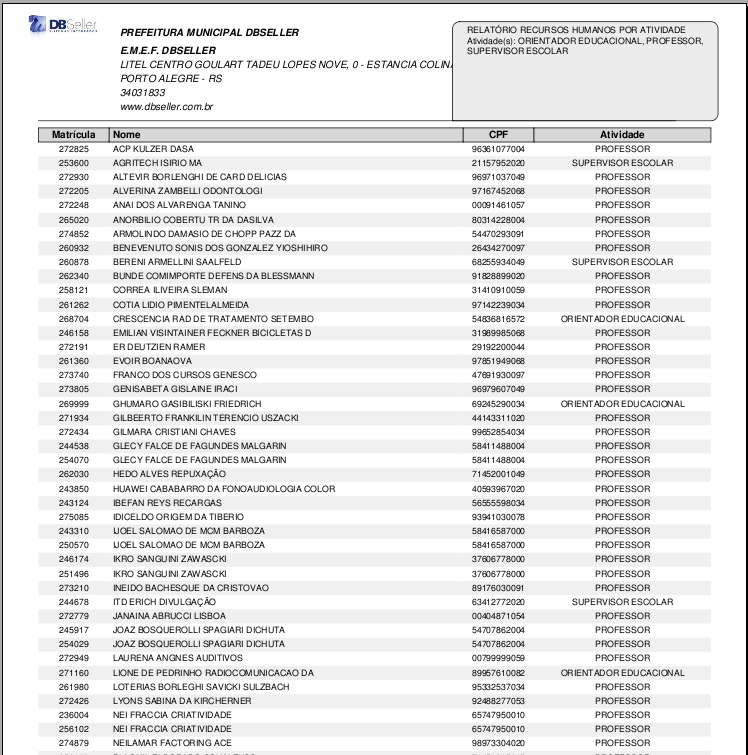 DBSeller
PREFEITURA MUNICIPAL DBSELLER
E.M.E.F. DBSELLER
LITEL CENTRO GOULART TADEU LOPES NOVE, 0 - ESTANCIA COLINA
PORTO ALEGRE - RS
34031833
www.dbseller.com.br
RELATÓRIO RECURSOS HUMANOS POR ATIVIDADE
Atividade(s): ORIENTADOR EDUCACIONAL, PROFESSOR,
SUPERVISOR ESCOLAR
Matrícula Nome CPF Atividade
272825 ACP KULZER DASA 96361077004 PROFESSOR
253600 AGRITECH ISIRIO MA 21157952020 SUPERVISOR ESCOLAR
272930 ALTEVIR BORLENGHI DE CARD DELICIAS 96971037049 PROFESSOR
272205 ALVERINA ZAMBELLI ODONTOLOGI 97167452068 PROFESSOR
272248 ANAI DOS ALVARENGA TANINO 00091461057 PROFESSOR
265020 ANORBILIO COBERTU TR DA DASILVA 80314228004 PROFESSOR
274852 ARMOLINDO DAMASIO DE CHOPP PAZZ DA 54470293091 PROFESSOR
260932 BENEVENUTO SONIS DOS GONZALEZ YIOSHIHIRO 26434270097 PROFESSOR
260878 BERENI ARMELLINI SAALFELD 68255934049 SUPERVISOR ESCOLAR
262340 BUNDE COMIMPORTE DEFENS DA BLESSMANN 91828899020 PROFESSOR
258121 CORREA ILIVEIRA SLEMAN 31410910059 PROFESSOR
261262 COTIA LIDIO PIMENTELALMEIDA 97142239034 PROFESSOR
268704 CRESCENCIA RAD DE TRATAMENTO SETEMBO 54836816572 ORIENTADOR EDUCACIONAL
246158 EMILIAN VISINTAINER FECKNER BICICLETAS D 31989985068 PROFESSOR
272191 ER DEUTZIEN RAMER 29192200044 PROFESSOR
261360 EVOIR BOANAOVA 97851949068 PROFESSOR
273740 FRANCO DOS CURSOS GENESCO 47691930097 PROFESSOR
273805 GENISABETA GISLAINE IRACI 96979607049 PROFESSOR
269999 GHUMARO GASIBILISKI FRIEDRICH 69245290034 ORIENTADOR EDUCACIONAL
271934 GILBEERTO FRANKILIN TERENCIO USZACKI 44143311020 PROFESSOR
272434 GILMARA CRISTIANI CHAVES 99652854034 PROFESSOR
244538 GLECY FALCE DE FAGUNDES MALGARIN 58411488004 PROFESSOR
254070 GLECY FALCE DE FAGUNDES MALGARIN 58411488004 PROFESSOR
262030 HEDO ALVES REPUXAÇÃO 71452001049 PROFESSOR
243850 HUAWEI CABABARRO DA FONOAUDIOLOGIA COLOR 40593967020 PROFESSOR
243124 IBEFAN REYS RECARGAS 56555598034 PROFESSOR
275085 IDICELDO ORIGEM DA TIBERIO 93941030078 PROFESSOR
243310 IJOEL SALOMAO DE MCM BARBOZA 58416587000 PROFESSOR
250570 IJOEL SALOMAO DE MCM BARBOZA 58416587000 PROFESSOR
246174 IKRO SANGUINI ZAWASCKI 37606778000 PROFESSOR
251496 IKRO SANGUINI ZAWASCKI 37606778000 PROFESSOR
273210 INEIDO BACHESQUE DA CRISTOVAO 89176030091 PROFESSOR
244678 ITD ERICH DIVULGAÇÃO 63412772020 SUPERVISOR ESCOLAR
272779 JANAINA ABRUCCI LISBOA 00404871054 PROFESSOR
245917 JOAZ BOSQUEROLLI SPAGIARI DICHUTA 54707862004 PROFESSOR
254029 JOAZ BOSQUEROLLI SPAGIARI DICHUTA 54707862004 PROFESSOR
272949 LAURENA ANGNES AUDITIVOS 00799999059 PROFESSOR
271160 LIONE DE PEDRINHO RADIOCOMUNICACAO DA 89957610082 ORIENTADOR EDUCACIONAL
261980 LOTERIAS BORLEGHI SAVICKI SULZBACH 95332537034 PROFESSOR
272426 LYONS SABINA DA KIRCHERNER 92488277053 PROFESSOR
236004 NEI FRACCIA CRIATIVIDADE 65747950010 PROFESSOR
256102 NEI FRACCIA CRIATIVIDADE 65747950010 PROFESSOR
274879 NEILAMAR FACTORING ACE 98973304020 PROFESSOR